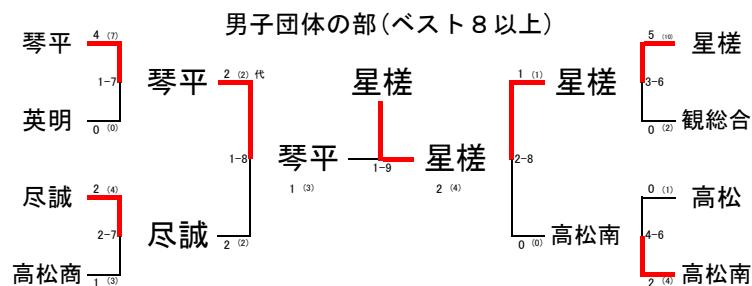 男子団体の部(ベスト8以上)
琴平 4 (7)
1-7
英明 0 (0)
尽誠 2 (4)
2-7
高松商 1 (3)
琴平 2 (2) 代
1-8
尽誠 2 (2)
星槎
琴平 1 (3)
1-9
星槎 2 (4)
1 (1) 星槎
2-8
0 (0) 高松南
5 (10) 星槎
3-6
0 (2) 観総合
0 (1) 高松
4-6
2 (4) 高松南